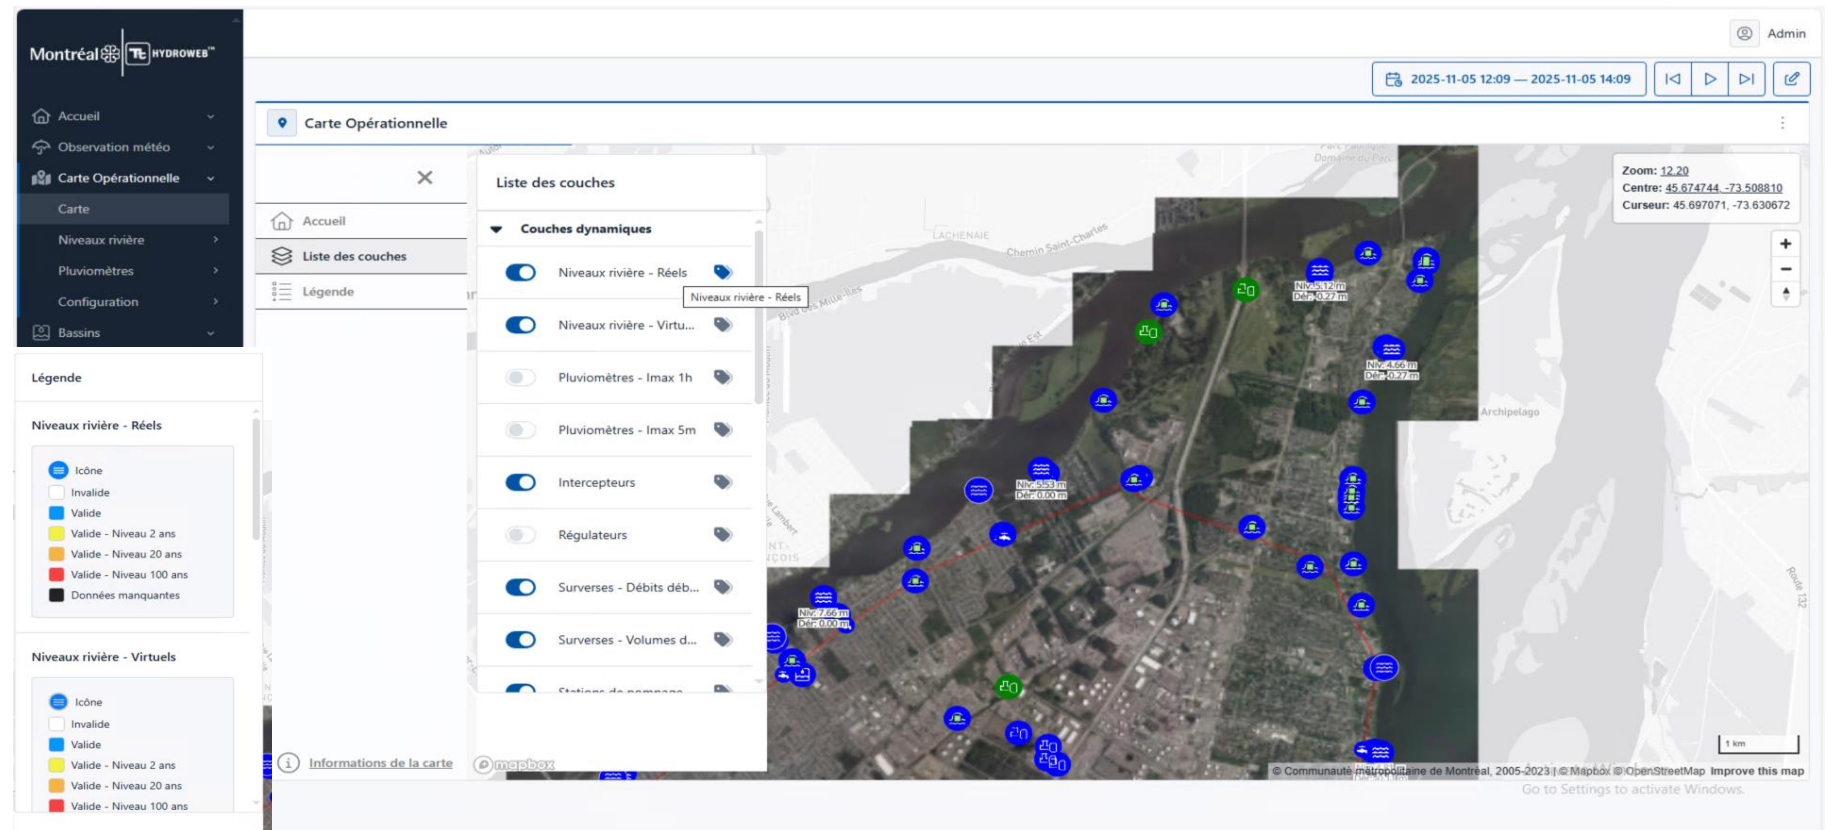 Montréal TC HYDROWEB™
Admin
2025-11-05 12:09 — 2025-11-05 14:09
Accueil
Observation météo
Carte Opérationnelle
Carte
Niveaux rivière
Pluviomètres
Configuration
Bassins
Carte Opérationnelle
Accueil
Liste des couches
Légende
Informations de la carte
Liste des couches
Couches dynamiques
Niveaux rivière - Réels
Niveaux rivière - Réels
Niveaux rivière - Virtu...
Pluviomètres - Imax 1h
Pluviomètres - Imax 5m
Intercepteurs
Régulateurs
Surverses - Débits déb...
Surverses - Volumes d...
Stations de pompage
Légende
Niveaux rivière - Réels
Icône
Invalide
Valide
Valide - Niveau 2 ans
Valide - Niveau 20 ans
Valide - Niveau 100 ans
Données manquantes
Niveaux rivière - Virtuels
Icône
Invalide
Valide
Valide - Niveau 2 ans
Valide - Niveau 20 ans
Valide - Niveau 100 ans
Zoom: 12.20
Centre: 45.674744, -73.508810
Curseur: 45.697071, -73.630672
LACHENAIE
Chemin Saint-Charles
Blvd des Mille-Iles
Archipelago
Route 132
Niv: 5.12 m
Dér: -0.27 m
Niv: 4.66 m
Dér: -0.27 m
Niv: 5.53 m
Dér: 0.00 m
Niv: 7.66 m
Dér: 0.00 m
1 km
mapbox
© Communauté métropolitaine de Montréal, 2005-2023 | © Mapbox © OpenStreetMap Improve this map
Go to Settings to activate Windows.